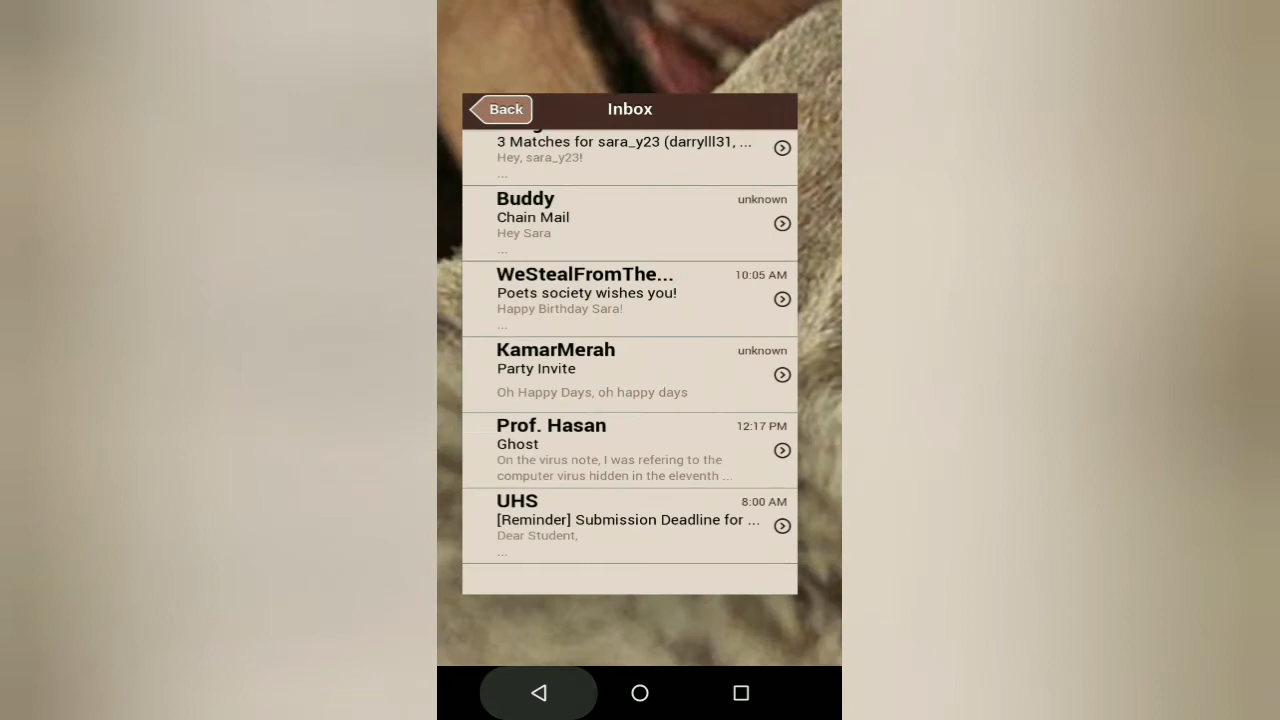 Back
Inbox
3 Matches for sara_y23 (darrylll31, ...
Hey, sara_y23!
...
Buddy
unknown
Chain Mail
Hey Sara
...
WeStealFromThe...
10:05 AM
Poets society wishes you!
Happy Birthday Sara!
...
KamarMerah
unknown
Party Invite
Oh Happy Days, oh happy days
Prof. Hasan
12:17 PM
Ghost
On the virus note, I was refering to the
computer virus hidden in the eleventh ...
UHS
8:00 AM
[Reminder] Submission Deadline for ...
Dear Student,
...